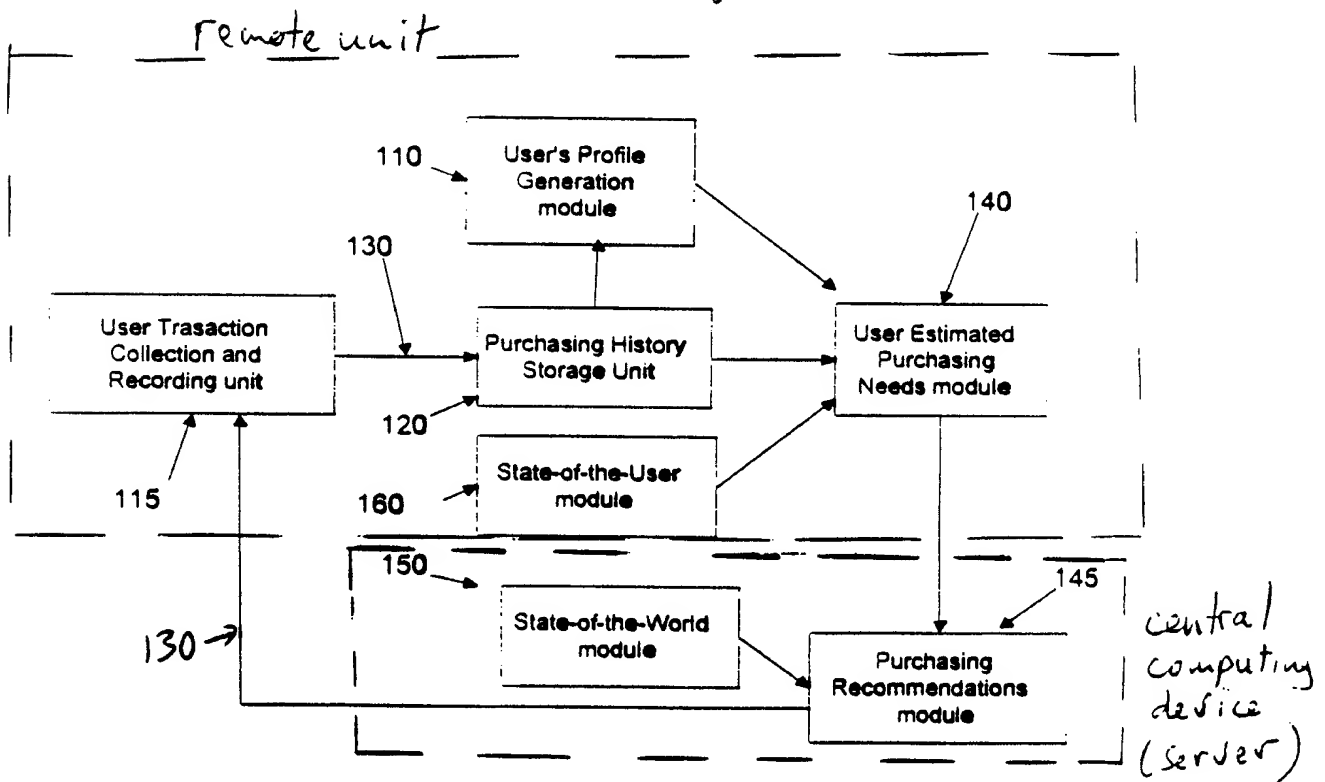 remote unit
110
User's Profile
Generation
module
140
130
User Trasaction
Collection and
Recording unit
Purchasing History
Storage Unit
User Estimated
Purchasing
Needs module
120
115
State-of-the-User
module
160
150
145
State-of-the-World
module
130
Purchasing
Recommendations
module
central
computing
device
(server)